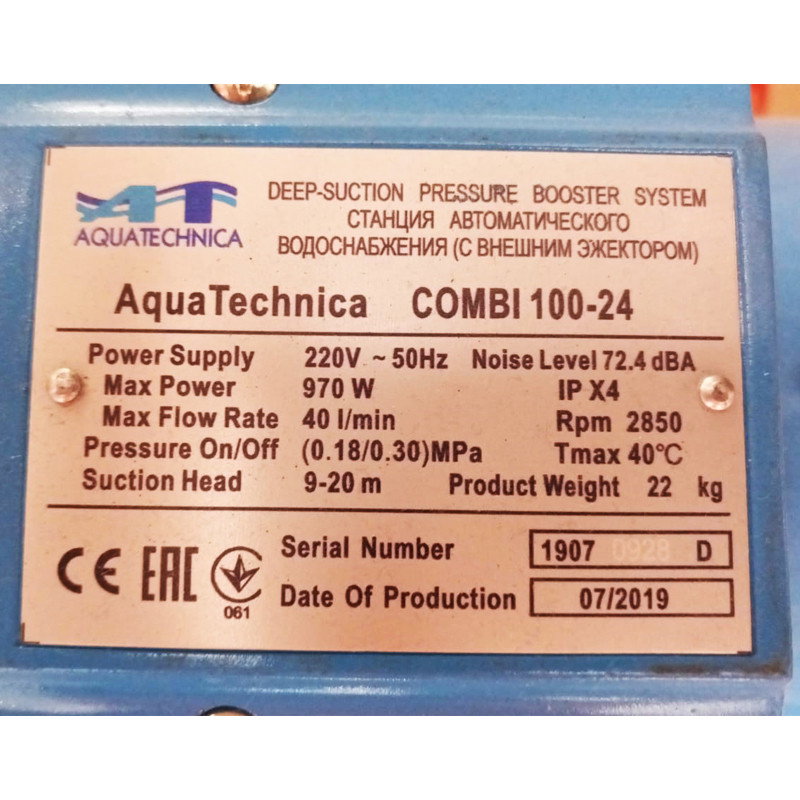 AQUATECHNICA
DEEP-SUCTION PRESSURE BOOSTER SYSTEM
СТАНЦИЯ АВТОМАТИЧЕСКОГО
ВОДОСНАБЖЕНИЯ (С ВНЕШНИМ ЭЖЕКТОРОМ)
AquaTechnica COMBI 100-24
Power Supply 220V ~ 50Hz Noise Level 72.4 dBA
Max Power 970 W IP X4
Max Flow Rate 40 l/min Rpm 2850
Pressure On/Off (0.18/0.30)MPa Tmax 40℃
Suction Head 9-20 m Product Weight 22 kg
Serial Number 1907 0928 D
CE EAC 061
Date Of Production 07/2019